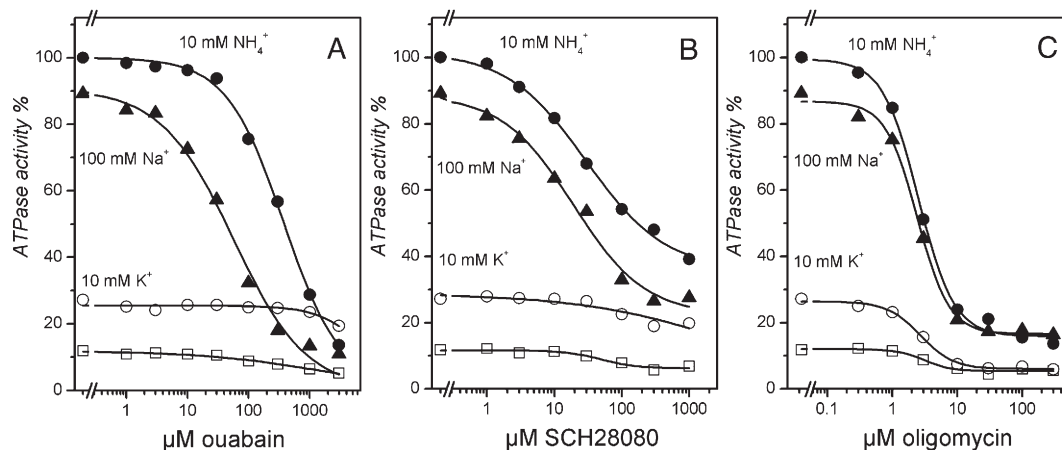 A
ATPase activity %
100
80
60
40
20
0
10 mM NH₄⁺
100 mM Na⁺
10 mM K⁺
1 10 100 1000
µM ouabain
B
ATPase activity %
100
80
60
40
20
0
10 mM NH₄⁺
100 mM Na⁺
10 mM K⁺
1 10 100 1000
µM SCH28080
C
ATPase activity %
100
80
60
40
20
0
10 mM NH₄⁺
100 mM Na⁺
10 mM K⁺
0.1 1 10 100
µM oligomycin